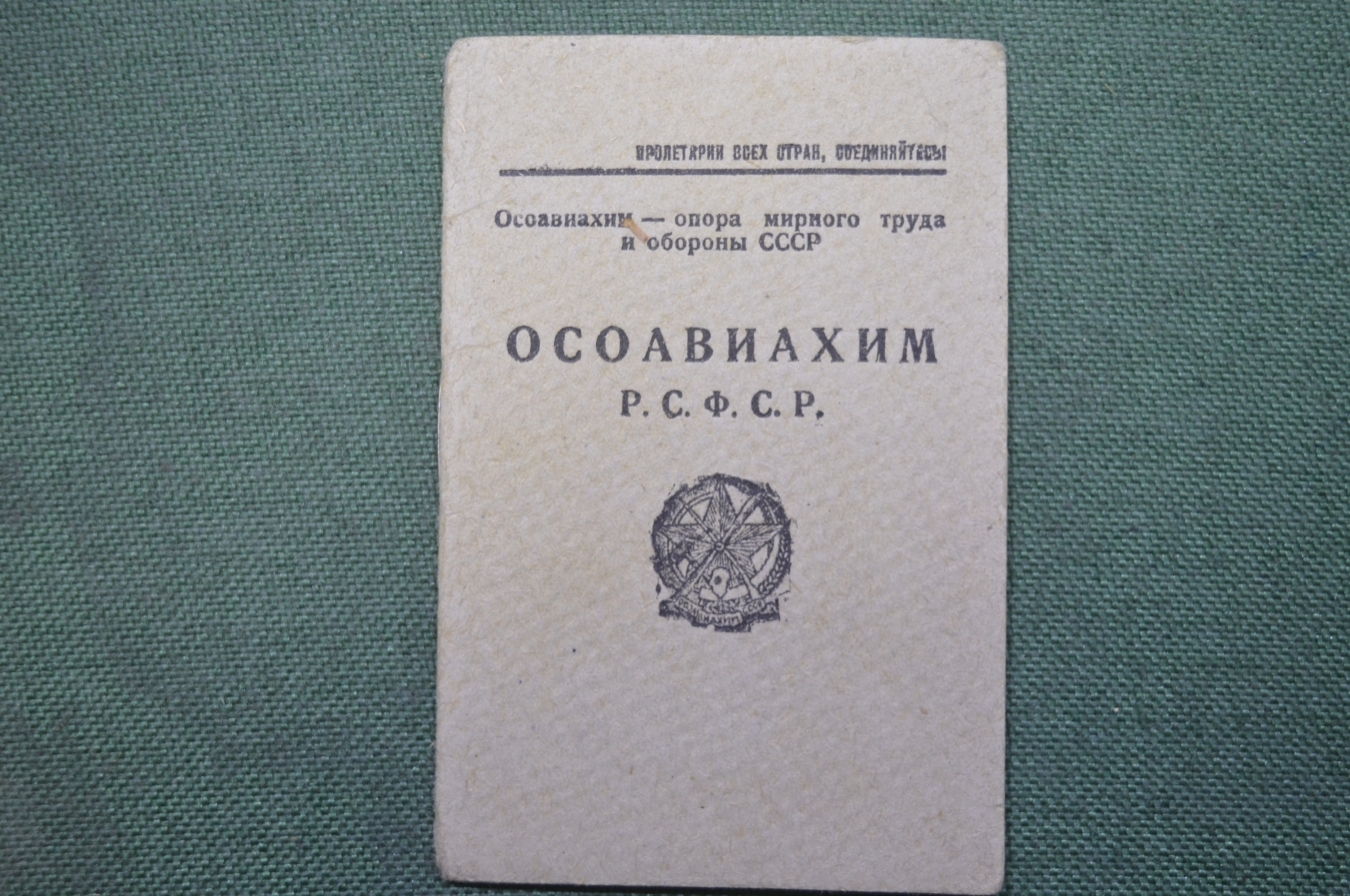 ПРОЛЕТАРИИ ВСЕХ СТРАН, СОЕДИНЯЙТЕСЬ!
Осоавиахим — опора мирного труда
и обороны СССР
ОСОАВИАХИМ
Р. С. Ф. С. Р.